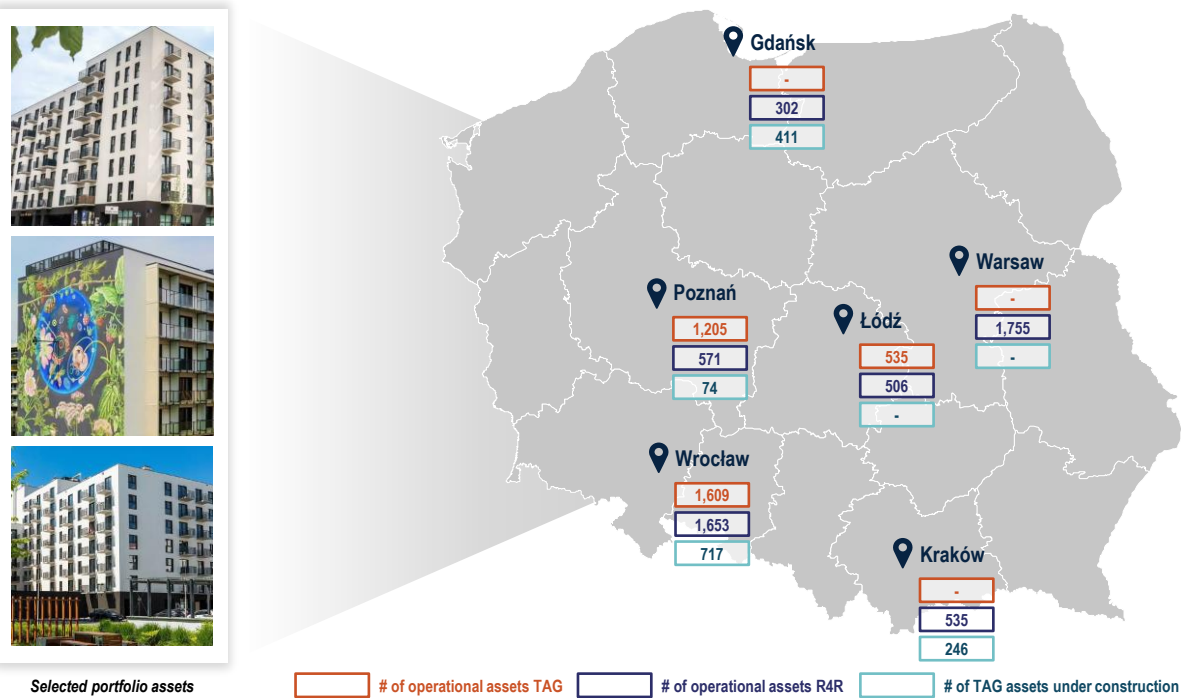 Gdańsk
-
302
411
Warsaw
-
1,755
-
Poznań
1,205
571
74
Łódź
535
506
-
Wrocław
1,609
1,653
717
Kraków
-
535
246
Selected portfolio assets
# of operational assets TAG
# of operational assets R4R
# of TAG assets under construction